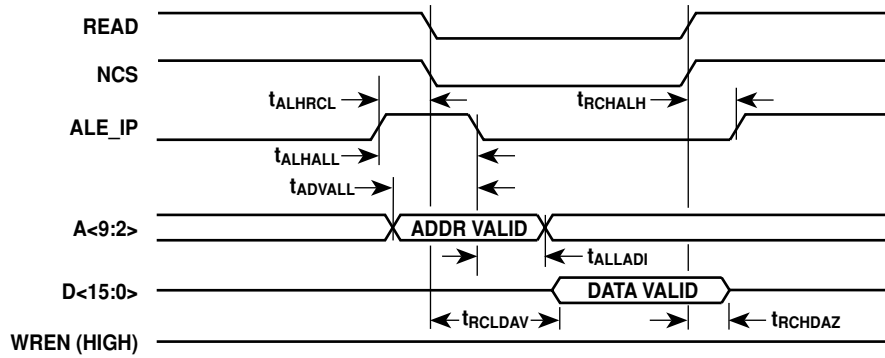 READ
NCS
tALHRCL tRCHALH
ALE_IP
tALHALL
tADVALL
A<9:2> ADDR VALID
tALLADI
D<15:0> DATA VALID
tRCLDAV tRCHDAZ
WREN (HIGH)